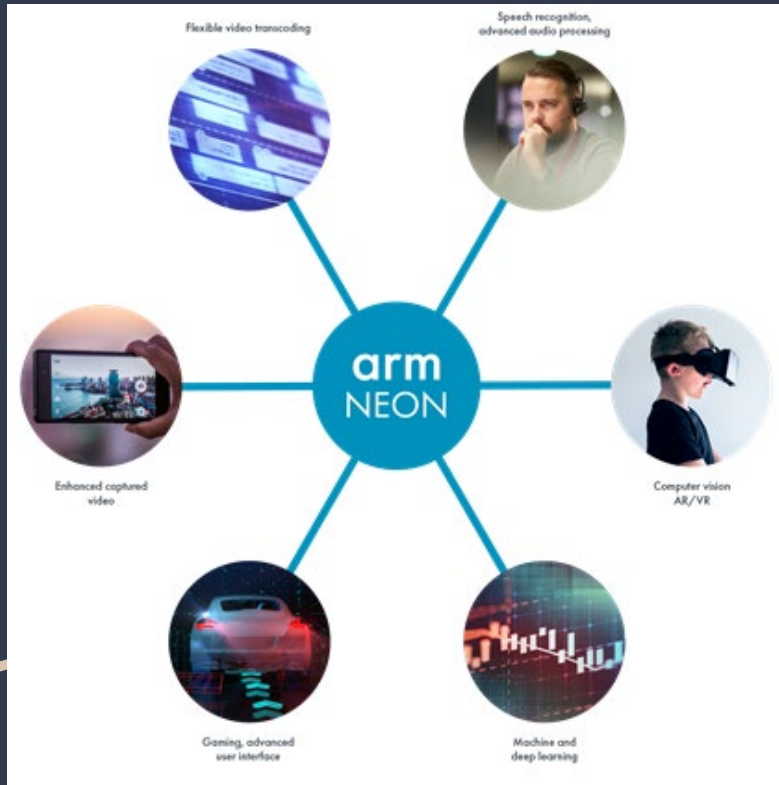 Flexible video transcoding
Speech recognition,
advanced audio processing
arm
NEON
Enhanced captured
video
Computer vision
AR/VR
Gaming, advanced
user interface
Machine and
deep learning